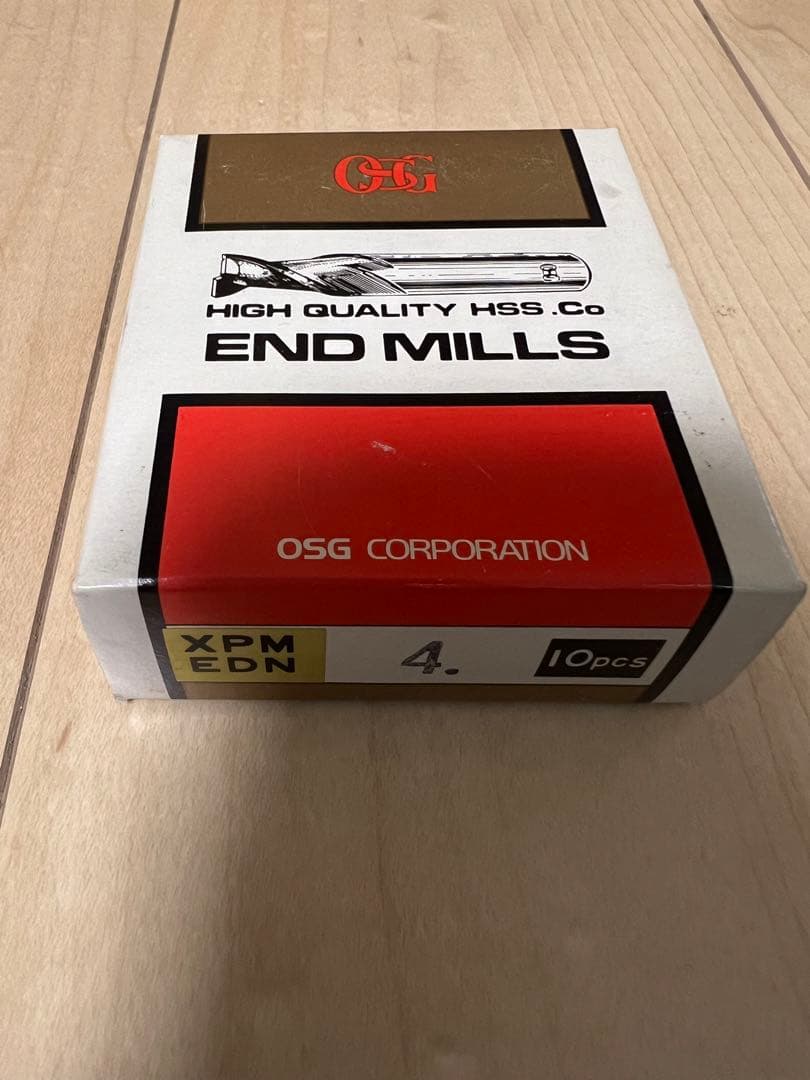 OSG
HIGH QUALITY HSS.Co
END MILLS
OSG CORPORATION
XPM
EDN
4.
10pcs